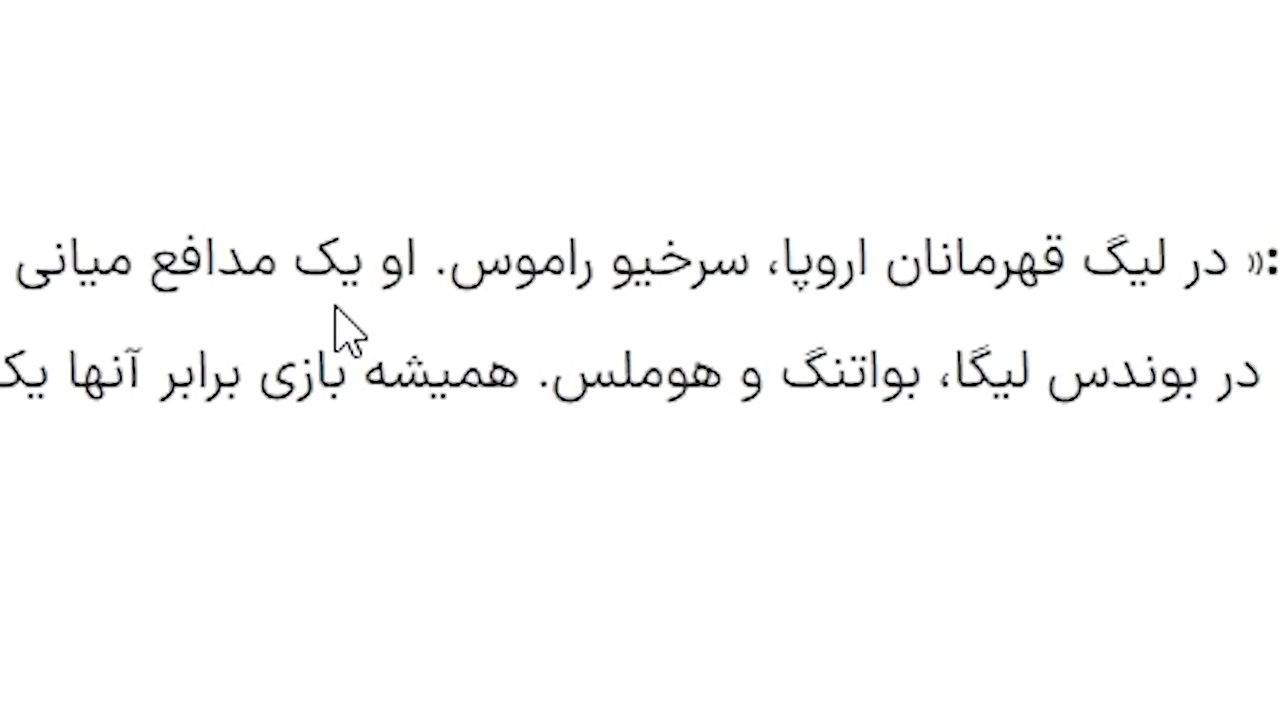 :« در لیگ قهرمانان اروپا، سرخیو راموس. او یک مدافع میانی
در بوندس لیگا، بواتنگ و هوملس. همیشه بازی برابر آنها یک